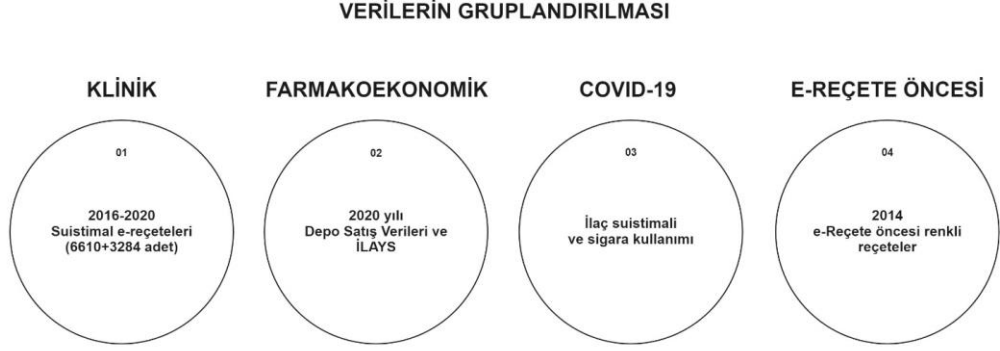 VERİLERİN GRUPLANDIRILMASI
KLİNİK
01
2016-2020
Suistimal e-reçeteleri
(6610+3284 adet)
FARMAKOEKONOMİK
02
2020 yılı
Depo Satış Verileri ve
İLAYS
COVID-19
03
İlaç suistimali
ve sigara kullanımı
E-REÇETE ÖNCESİ
04
2014
e-Reçete öncesi renkli
reçeteler